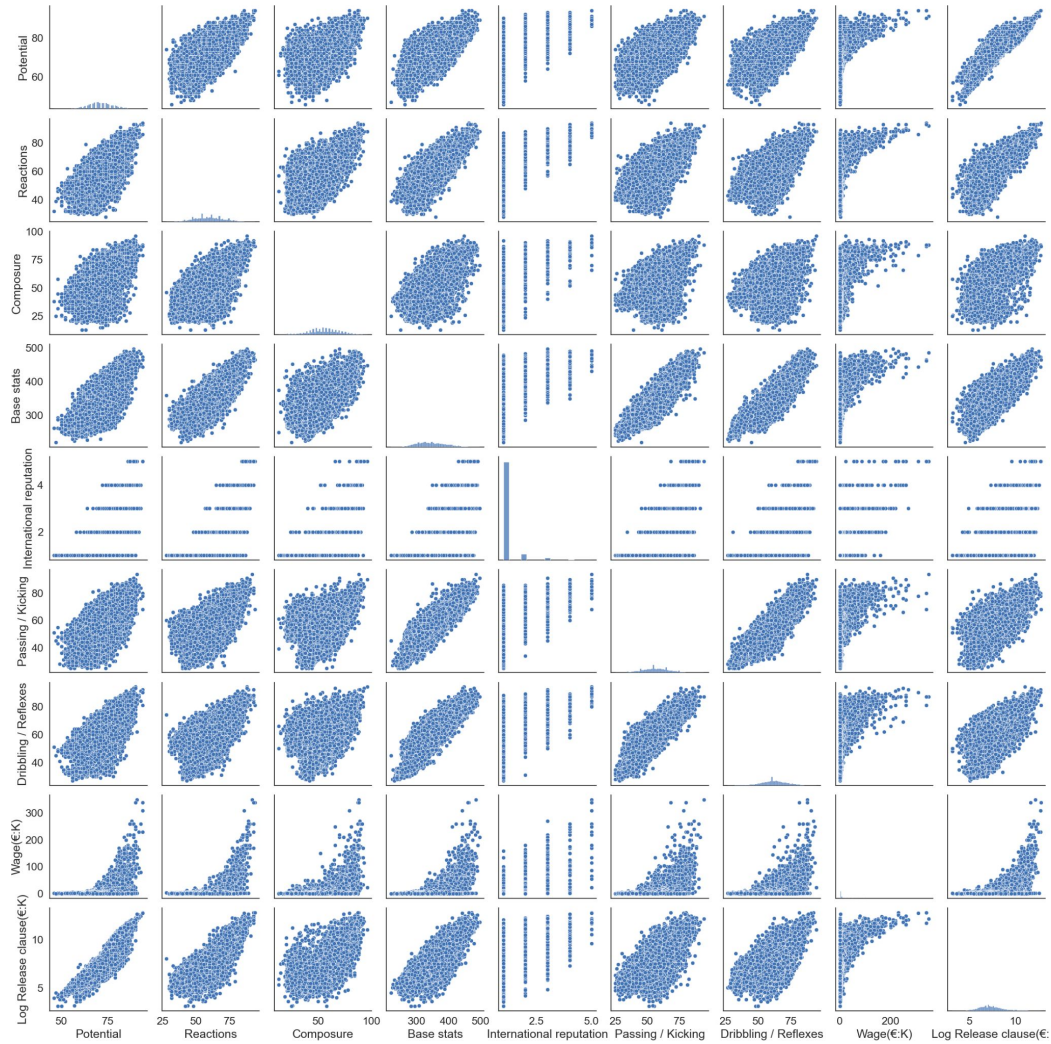 Potential
80
60
Reactions
80
60
40
Composure
100
75
50
25
Base stats
500
400
300
International reputation
4
2
Passing / Kicking
80
60
40
Dribbling / Reflexes
80
60
40
Wage(€:K)
300
200
100
0
Log Release clause(€:K)
10
5
50 75
Potential
25 50 75
Reactions
50 100
Composure
300 400 500
Base stats
2.5 5.0
International reputation
25 50 75 100
Passing / Kicking
25 50 75
Dribbling / Reflexes
0 200
Wage(€:K)
5 10
Log Release clause(€: